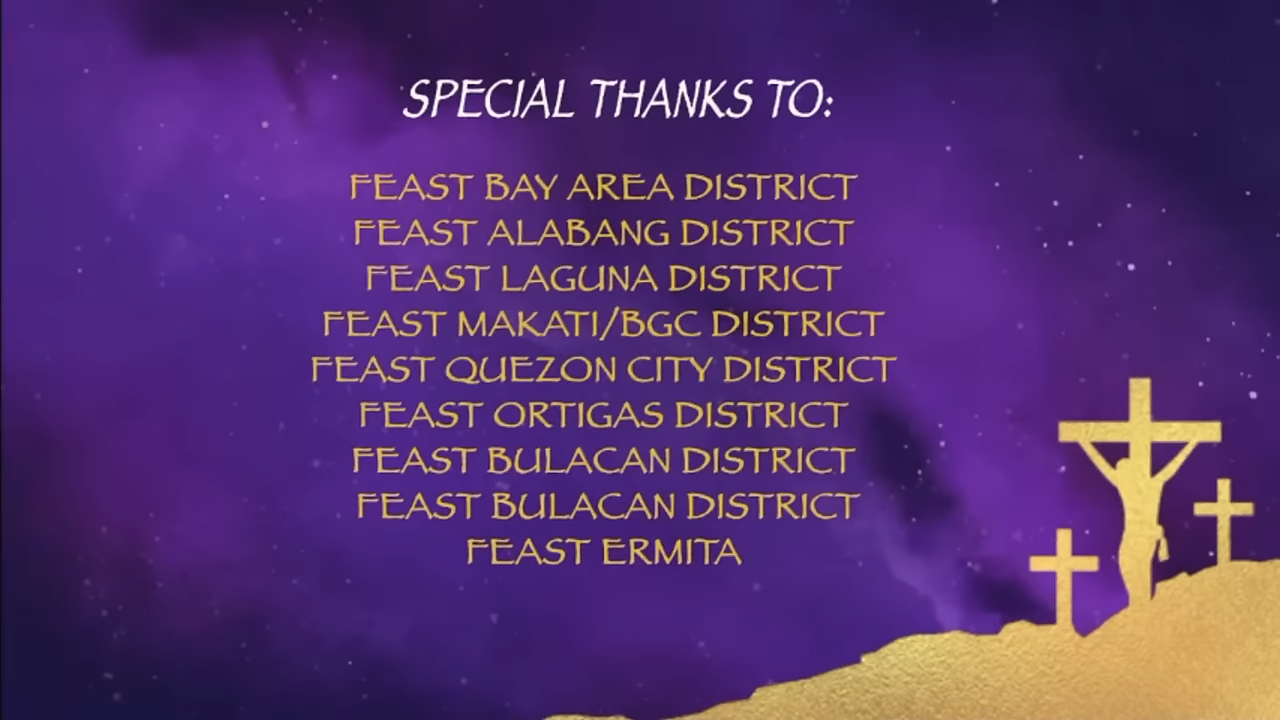 SPECIAL THANKS TO:
FEAST BAY AREA DISTRICT
FEAST ALABANG DISTRICT
FEAST LAGUNA DISTRICT
FEAST MAKATI/BGC DISTRICT
FEAST QUEZON CITY DISTRICT
FEAST ORTIGAS DISTRICT
FEAST BULACAN DISTRICT
FEAST BULACAN DISTRICT
FEAST ERMITA